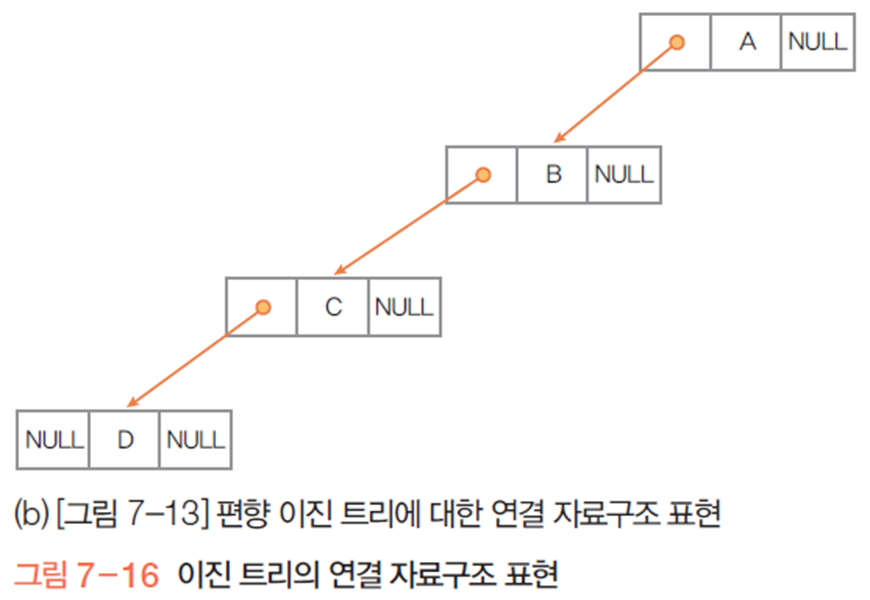 A NULL
B NULL
C NULL
NULL D NULL
(b) [그림 7-13] 편향 이진 트리에 대한 연결 자료구조 표현
그림 7-16 이진 트리의 연결 자료구조 표현